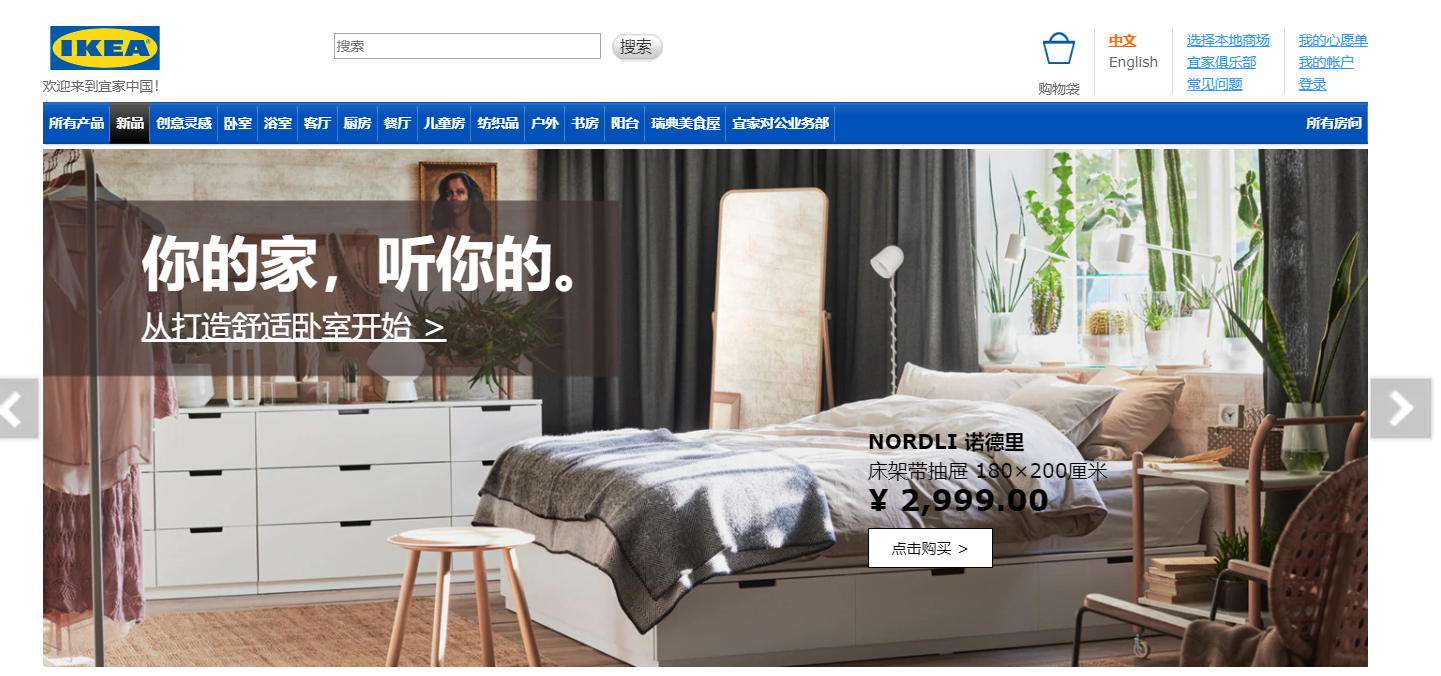 IKEA®
搜索
搜索
中文
English
选择本地商场
宜家俱乐部
常见问题
我的心愿单
我的帐户
登录
欢迎来到宜家中国！
购物袋
所有产品 新品 创意灵感 卧室 浴室 客厅 厨房 餐厅 儿童房 纺织品 户外 书房 阳台 瑞典美食屋 宜家对公业务部 所有房间
你的家，听你的。
从打造舒适卧室开始 >
NORDLI 诺德里
床架带抽屉 180×200厘米
¥ 2,999.00
点击购买 >